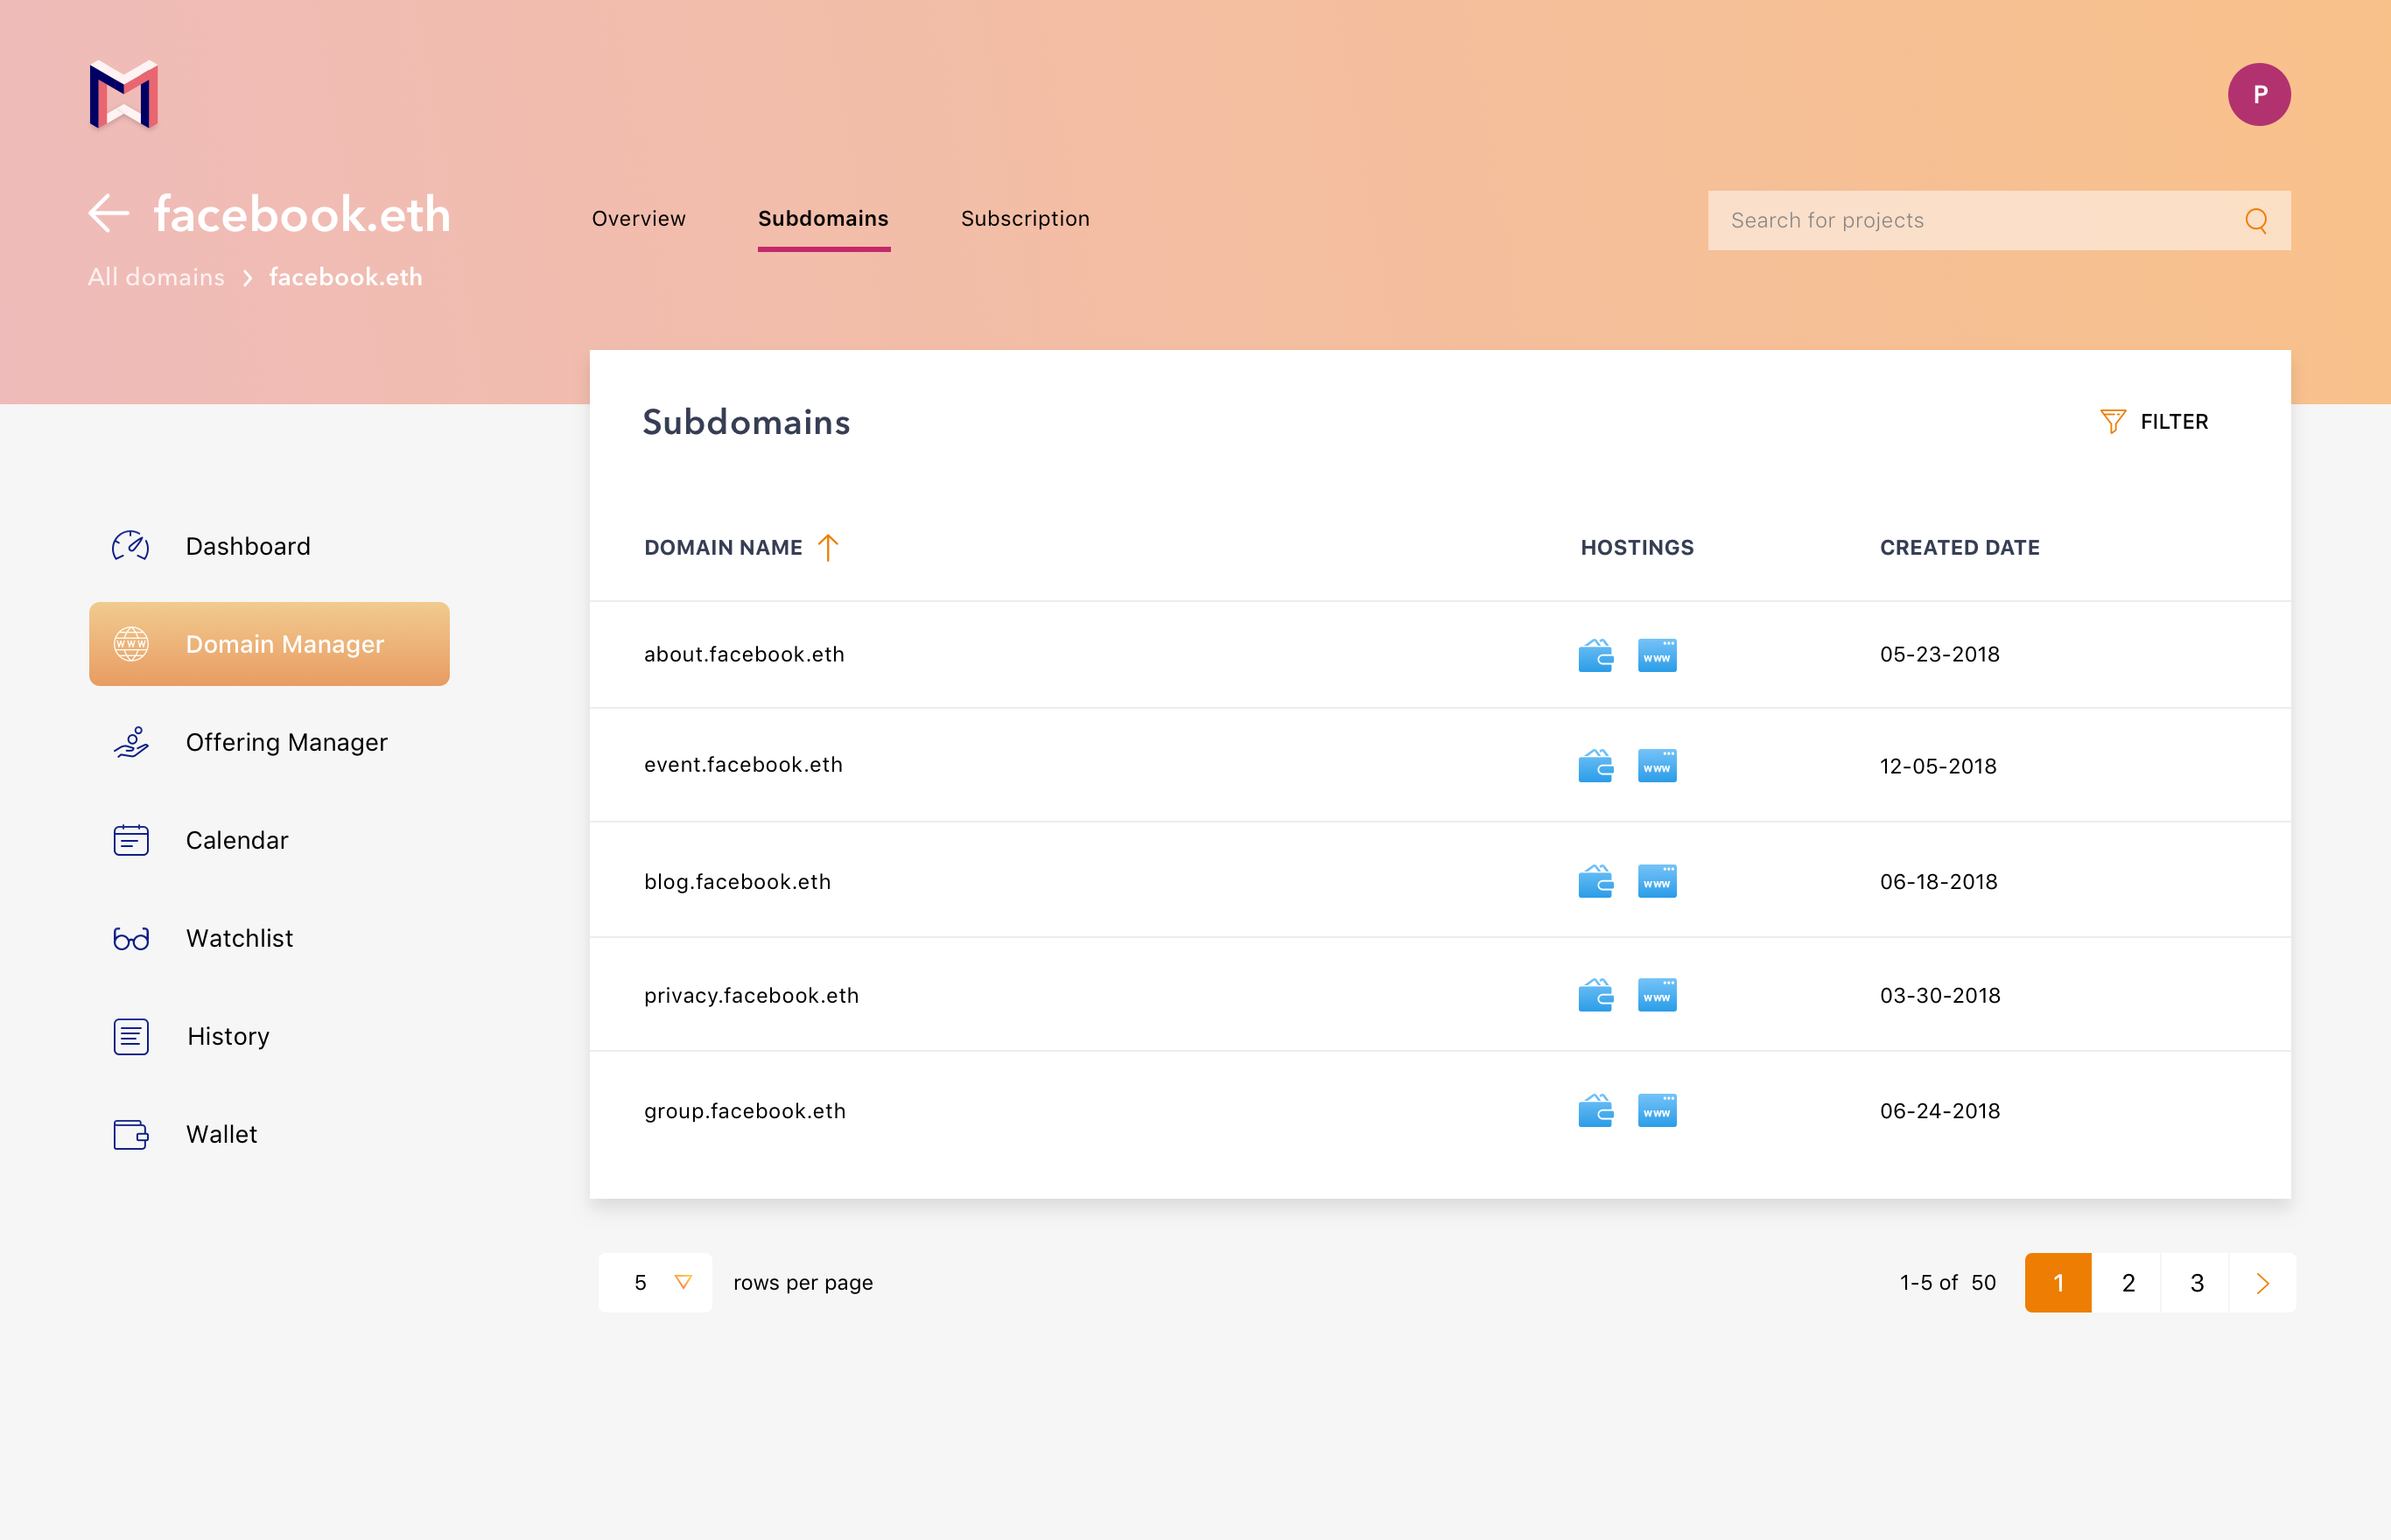 P
facebook.eth
Overview Subdomains Subscription
Search for projects
All domains > facebook.eth
Subdomains
FILTER
DOMAIN NAME HOSTINGS CREATED DATE
Dashboard
Domain Manager
Offering Manager
Calendar
Watchlist
History
Wallet
about.facebook.eth www 05-23-2018
event.facebook.eth www 12-05-2018
blog.facebook.eth www 06-18-2018
privacy.facebook.eth www 03-30-2018
group.facebook.eth www 06-24-2018
5 rows per page
1-5 of 50 1 2 3 >